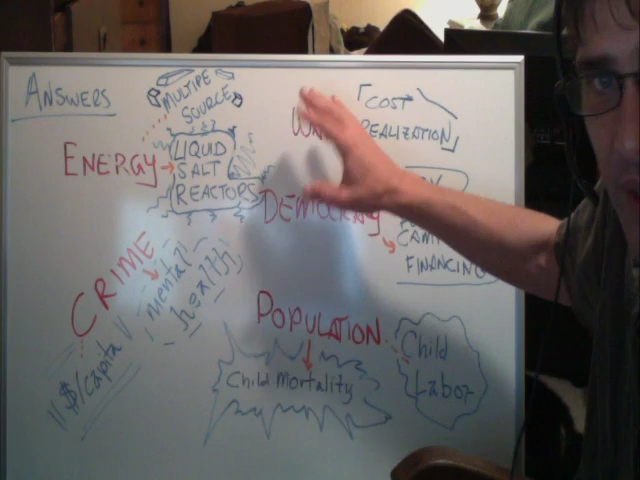 ANSWERS
MULTIPLE
SOURCE
ENERGY
LIQUID
SALT
REACTORS
COST
REALIZATION
DEMOCRACY
FINANCING
CRIME
mental
health
$/capita
POPULATION
Child Mortality
Child
Labor